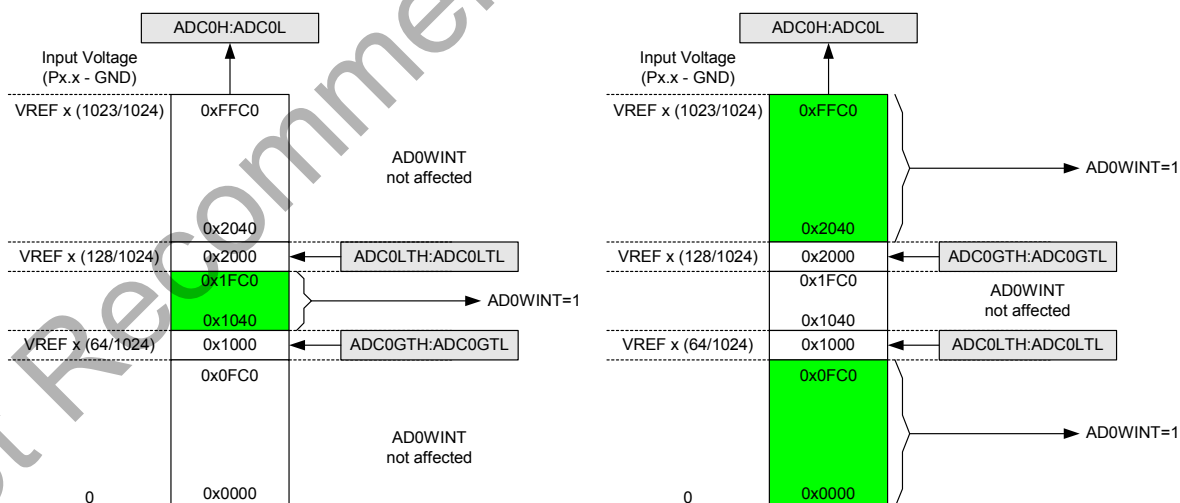 ADC0H:ADC0L
Input Voltage
(Px.x - GND)
VREF x (1023/1024)
0xFFC0
AD0WINT
not affected
0x2040
VREF x (128/1024)
0x2000
ADC0LTH:ADC0LTL
0x1FC0
AD0WINT=1
0x1040
VREF x (64/1024)
0x1000
ADC0GTH:ADC0GTL
0x0FC0
AD0WINT
not affected
0
0x0000
ADC0H:ADC0L
Input Voltage
(Px.x - GND)
VREF x (1023/1024)
0xFFC0
AD0WINT=1
0x2040
VREF x (128/1024)
0x2000
ADC0GTH:ADC0GTL
0x1FC0
AD0WINT
not affected
0x1040
VREF x (64/1024)
0x1000
ADC0LTH:ADC0LTL
0x0FC0
AD0WINT=1
0
0x0000
Recomme